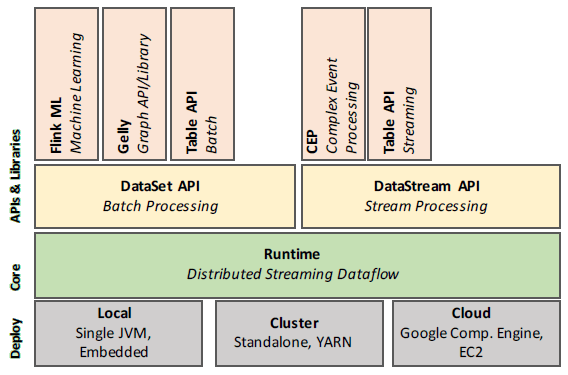 Flink ML
Machine Learning
Gelly
Graph API/Library
Table API
Batch
CEP
Complex Event
Processing
Table API
Streaming
APIs & Libraries
DataSet API
Batch Processing
DataStream API
Stream Processing
Core
Runtime
Distributed Streaming Dataflow
Deploy
Local
Single JVM,
Embedded
Cluster
Standalone, YARN
Cloud
Google Comp. Engine,
EC2